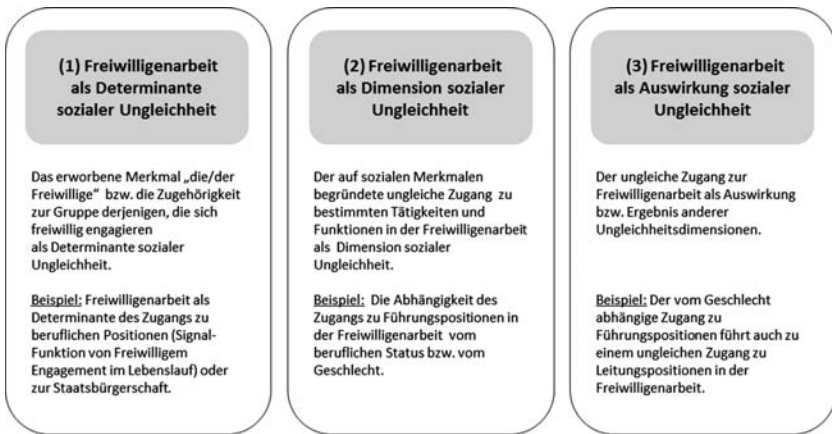 (1) Freiwilligenarbeit
als Determinante
sozialer Ungleichheit
Das erworbene Merkmal „die/der
Freiwillige“ bzw. die Zugehörigkeit
zur Gruppe derjenigen, die sich
freiwillig engagieren
als Determinante sozialer
Ungleichheit.
Beispiel: Freiwilligenarbeit als
Determinante des Zugangs zu
beruflichen Positionen (Signal-
Funktion von Freiwilligem
Engagement im Lebenslauf) oder
zur Staatsbürgerschaft.
(2) Freiwilligenarbeit
als Dimension sozialer
Ungleichheit
Der auf sozialen Merkmalen
begründete ungleiche Zugang zu
bestimmten Tätigkeiten und
Funktionen in der Freiwilligenarbeit
als Dimension sozialer
Ungleichheit.
Beispiel: Die Abhängigkeit des
Zugangs zu Führungspositionen in
der Freiwilligenarbeit vom
beruflichen Status bzw. vom
Geschlecht.
(3) Freiwilligenarbeit
als Auswirkung sozialer
Ungleichheit
Der ungleiche Zugang zur
Freiwilligenarbeit als Auswirkung
bzw. Ergebnis anderer
Ungleichheitsdimensionen.
Beispiel: Der vom Geschlecht
abhängige Zugang zu
Führungspositionen führt auch zu
einem ungleichen Zugang zu
Leitungspositionen in der
Freiwilligenarbeit.